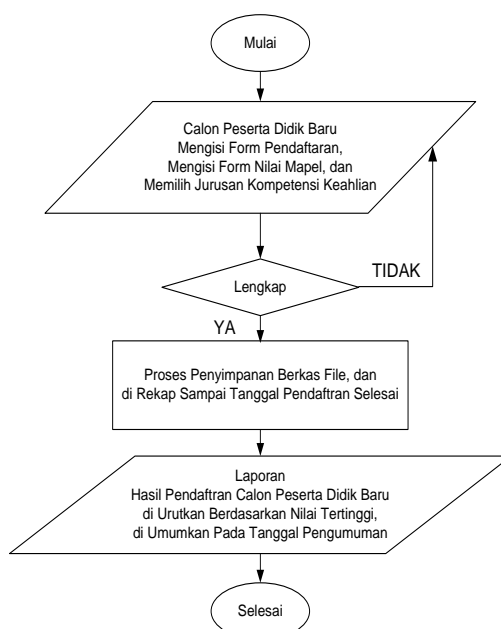 Mulai
Calon Peserta Didik Baru
Mengisi Form Pendaftaran,
Mengisi Form Nilai Mapel, dan
Memilih Jurusan Kompetensi Keahlian
Lengkap
TIDAK
YA
Proses Penyimpanan Berkas File, dan
di Rekap Sampai Tanggal Pendaftran Selesai
Laporan
Hasil Pendaftran Calon Peserta Didik Baru
di Urutkan Berdasarkan Nilai Tertinggi,
di Umumkan Pada Tanggal Pengumuman
Selesai